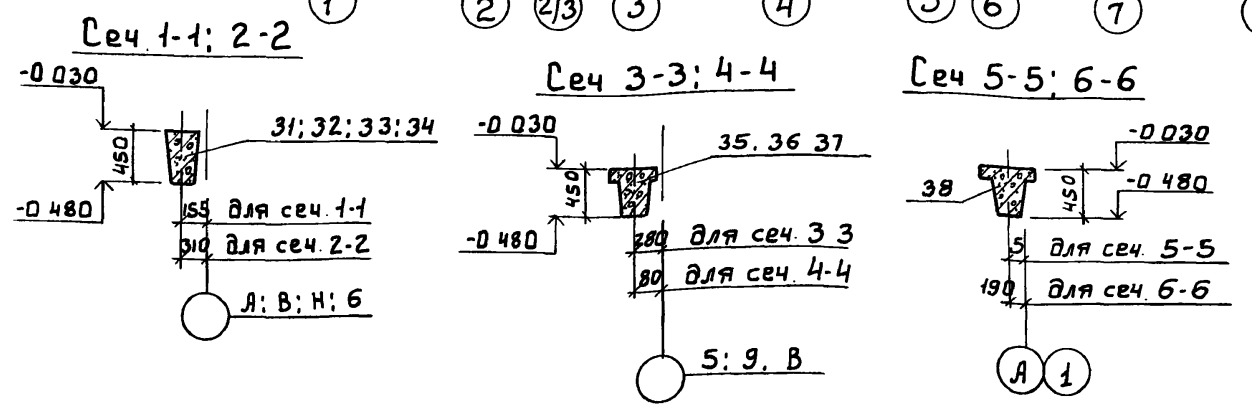 1 2 2/3 3 4 5 6 7
Сеч. 1-1; 2-2
-0 030
450
31; 32; 33; 34
-0 480
155 для сеч. 1-1
310 для сеч. 2-2
А; В; Н; 6
Сеч 3-3; 4-4
-0 030
450
35. 36 37
-0 480
280 для сеч. 3 3
80 для сеч. 4-4
5; 9. В
Сеч 5-5; 6-6
-0 030
38
450
-0 480
5 для сеч. 5-5
190 для сеч. 6-6
А 1